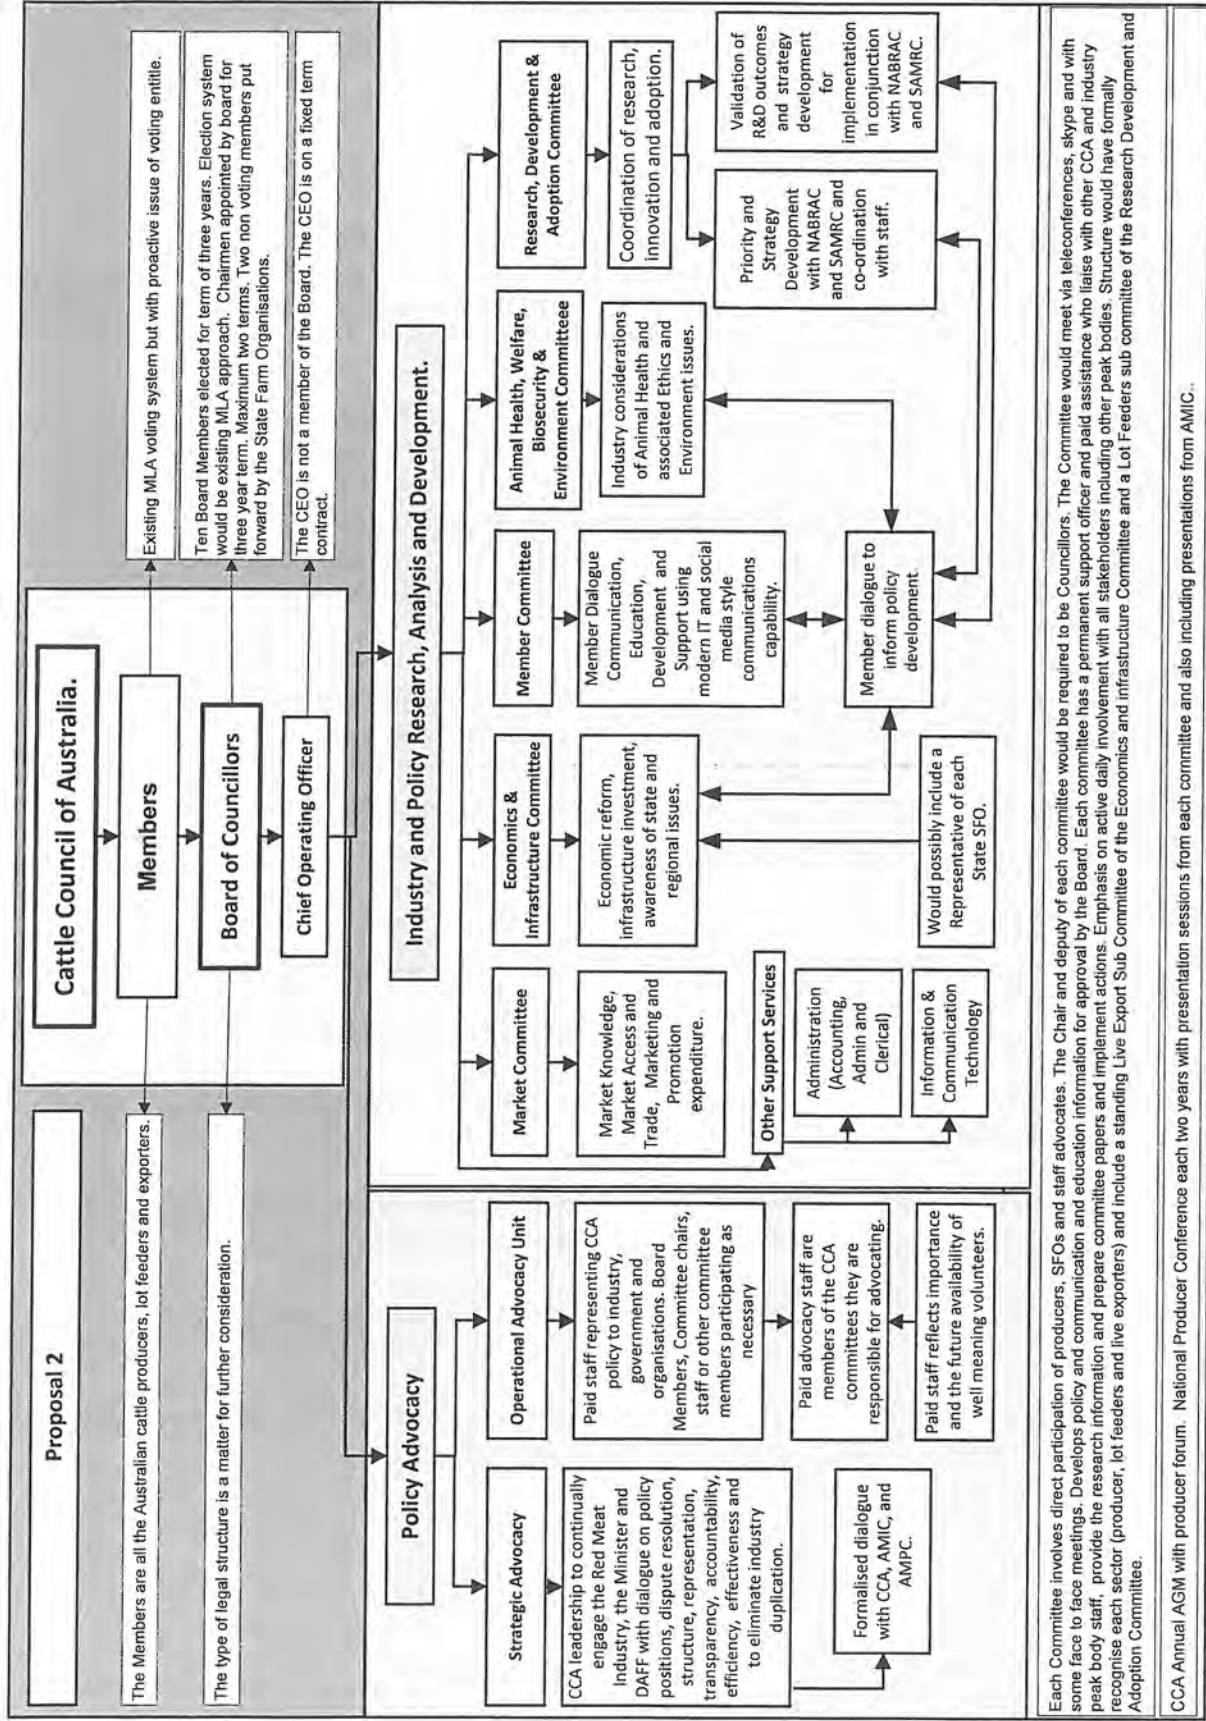 Proposal 2
Cattle Council of Australia.
Members
Board of Councillors
Chief Operating Officer
The Members are all the Australian cattle producers, lot feeders and exporters.
The type of legal structure is a matter for further consideration.
Existing MLA voting system but with proactive issue of voting entitle.
Ten Board Members elected for term of three years. Election system
would be existing MLA approach. Chairmen appointed by board for
three year term. Maximum two terms. Two non voting members put
forward by the State Farm Organisations.
The CEO is not a member of the Board. The CEO is on a fixed term
contract.
Policy Advocacy
Strategic Advocacy
CCA leadership to continually
engage the Red Meat
Industry, the Minister and
DAFF with dialogue on policy
positions, dispute resolution,
structure, representation,
transparency, accountability,
efficiency, effectiveness and
to eliminate industry
duplication.
Formalised dialogue
with CCA, AMIC, and
AMPC.
Operational Advocacy Unit
Paid staff representing CCA
policy to industry,
government and
organisations. Board
Members, Committee chairs,
staff or other committee
members participating as
necessary
Paid advocacy staff are
members of the CCA
committees they are
responsible for advocating.
Paid staff reflects importance
and the future availability of
well meaning volunteers.
Industry and Policy Research, Analysis and Development.
Market Committee
Market Knowledge,
Market Access and
Trade, Marketing and
Promotion
expenditure.
Other Support Services
Administration
(Accounting,
Admin and
Clerical)
Information &
Communication
Technology
Economics &
Infrastructure Committee
Economic reform,
infrastructure investment,
awareness of state and
regional issues.
Would possibly include a
Representative of each
State SFO.
Member Committee
Member Dialogue
Communication,
Education,
Development and
Support using
modern IT and social
media style
communications
capability.
Member dialogue to
inform policy
development.
Animal Health, Welfare,
Biosecurity &
Environment Committeee
Industry considerations
of Animal Health and
associated Ethics and
Environment issues.
Research, Development &
Adoption Committee
Coordination of research,
innovation and adoption.
Priority and
Strategy
Development
with NABRAC
and SAMRC and
co-ordination
with staff.
Validation of
R&D outcomes
and strategy
development
for
implementation
in conjunction
with NABRAC
and SAMRC.
Each Committee involves direct participation of producers, SFOs and staff advocates. The Chair and deputy of each committee would be required to be Councillors. The Committee would meet via teleconferences, skype and with
some face to face meetings. Develops policy and communication and education information for approval by the Board. Each committee has a permanent support officer and paid assistance who liaise with other CCA and industry
peak body staff, provide the research information and prepare committee papers and implement actions. Emphasis on active daily involvement with all stakeholders including other peak bodies. Structure would have formally
recognise each sector (producer, lot feeders and live exporters) and include a standing Live Export Sub Committee of the Economics and infrastructure Committee and a Lot Feeders sub committee of the Research Development and
Adoption Committee.
CCA Annual AGM with producer forum. National Producer Conference each two years with presentation sessions from each committee and also including presentations from AMIC..